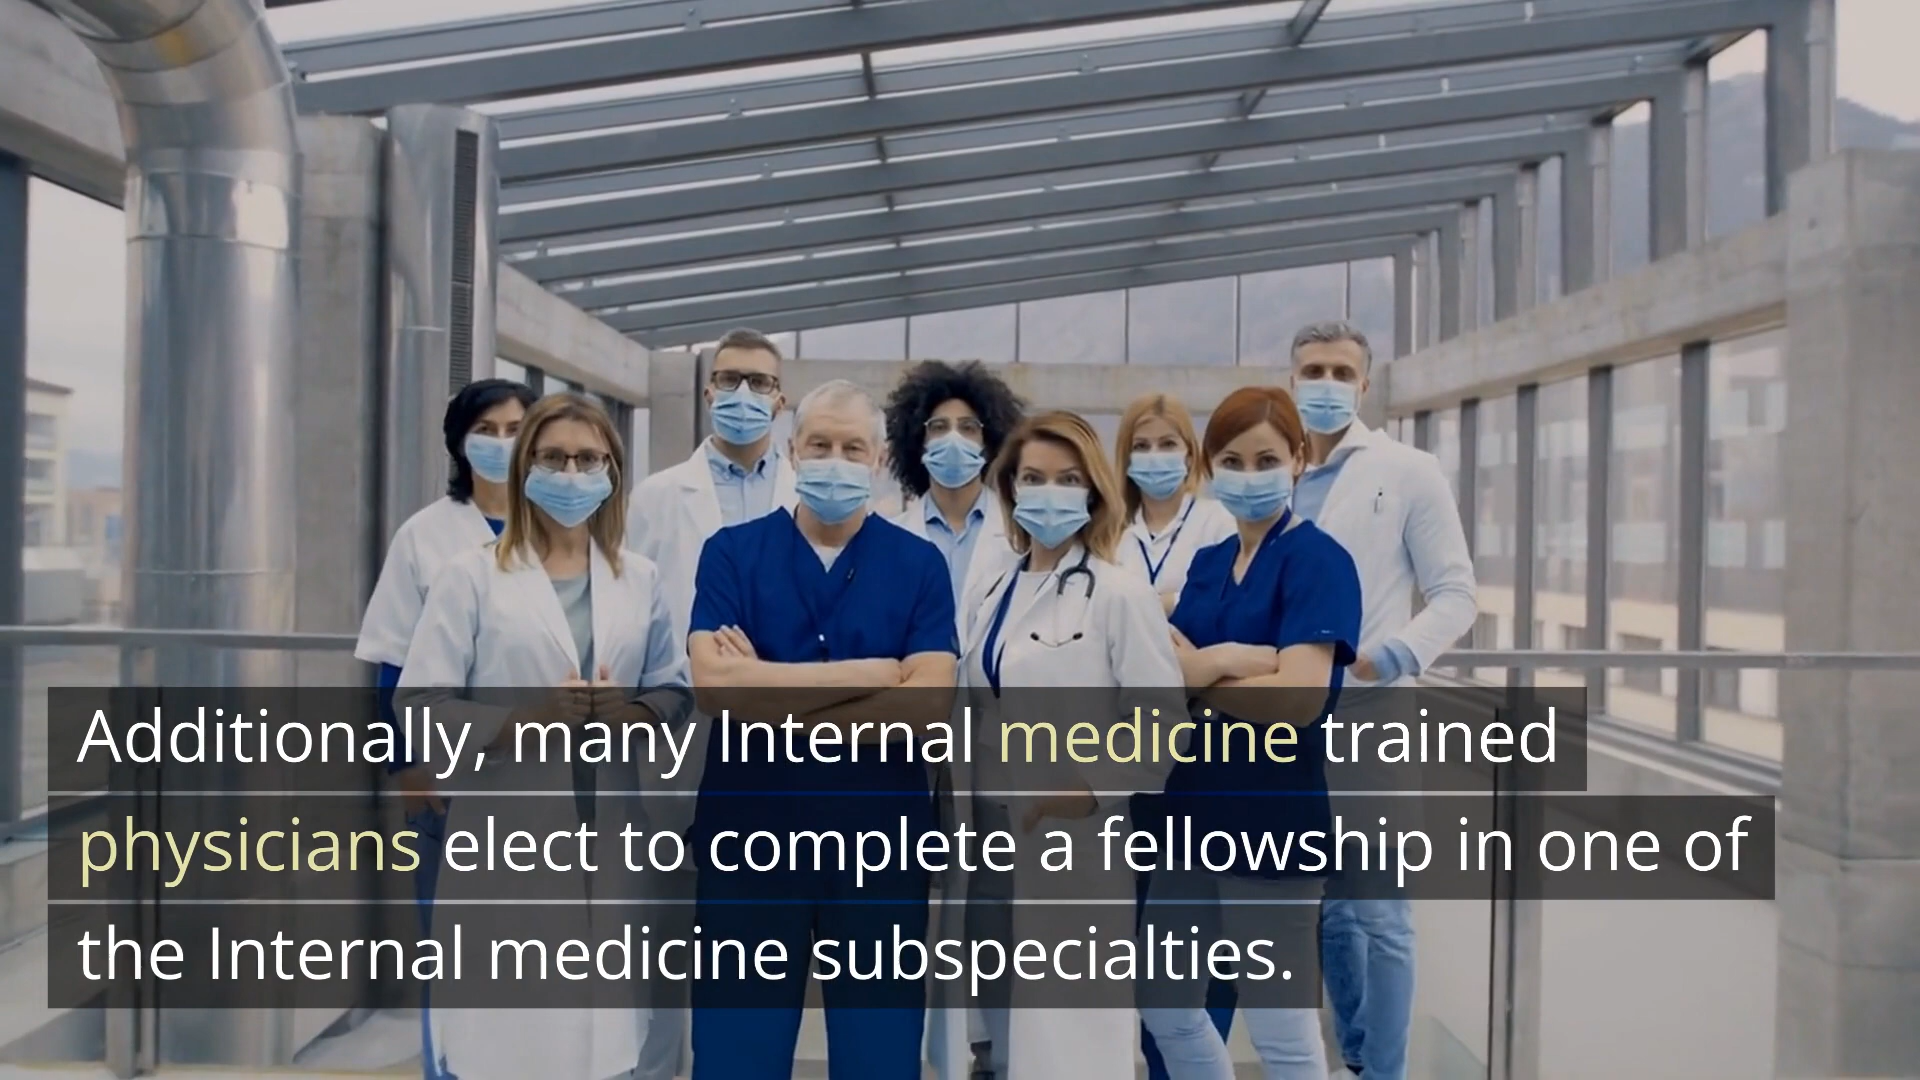 Additionally, many Internal medicine trained
physicians elect to complete a fellowship in one of
the Internal medicine subspecialties.